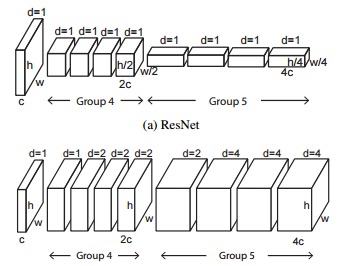 d=1
d=1 d=1 d=1 d=1
d=1 d=1 d=1 d=1
h
w
c
h/2
w/2
2c
h/4 w/4
4c
Group 4
Group 5
(a) ResNet
d=1
d=1 d=2 d=2 d=2
d=2 d=4 d=4 d=4
h
w
c
h
w
2c
h
w
4c
Group 4
Group 5